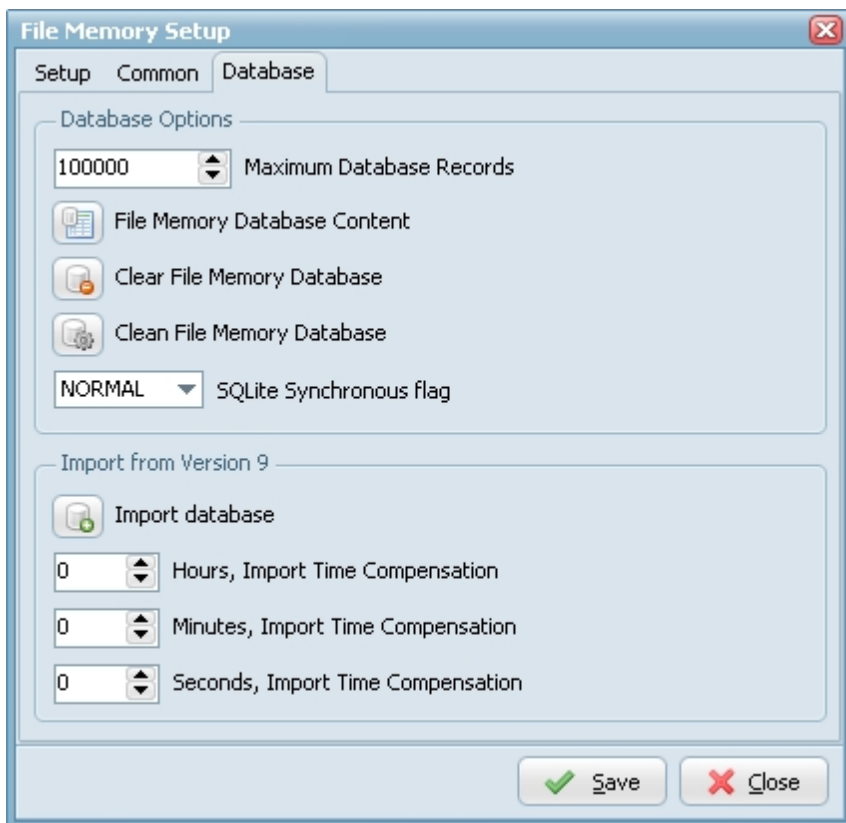 File Memory Setup
Setup Common Database
Database Options
100000 Maximum Database Records
File Memory Database Content
Clear File Memory Database
Clean File Memory Database
NORMAL SQLite Synchronous flag
Import from Version 9
Import database
0 Hours, Import Time Compensation
0 Minutes, Import Time Compensation
0 Seconds, Import Time Compensation
Save Close